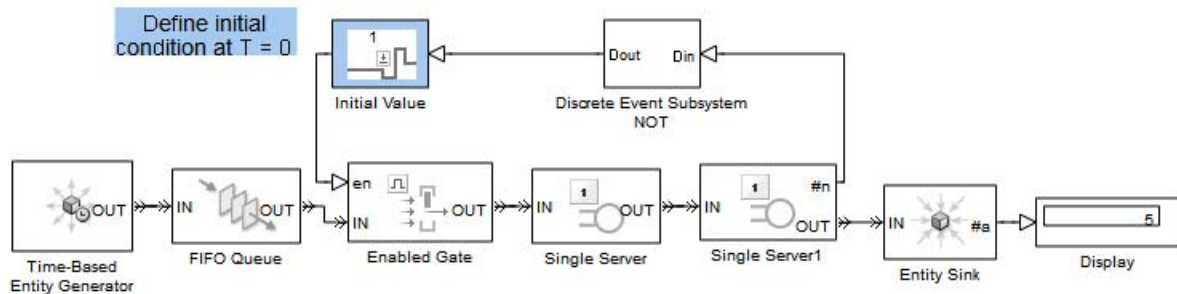 Define initial
condition at T = 0
1
Initial Value
Dout
Din
Discrete Event Subsystem
NOT
OUT
Time-Based
Entity Generator
IN
OUT
FIFO Queue
en
IN
OUT
Enabled Gate
1
IN
OUT
Single Server
1
#n
IN
OUT
Single Server1
IN
#a
Entity Sink
5
Display